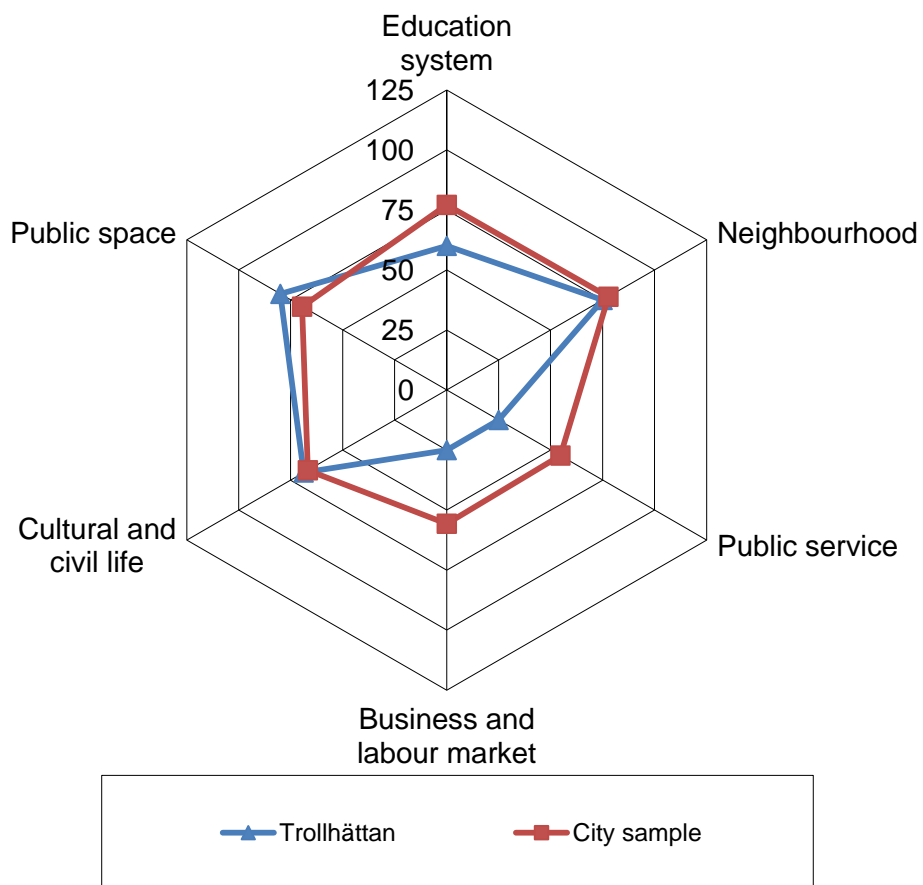 Education
system
125
100
75
50
25
0
Public space
Neighbourhood
Cultural and
civil life
Public service
Business and
labour market
Trollhättan
City sample